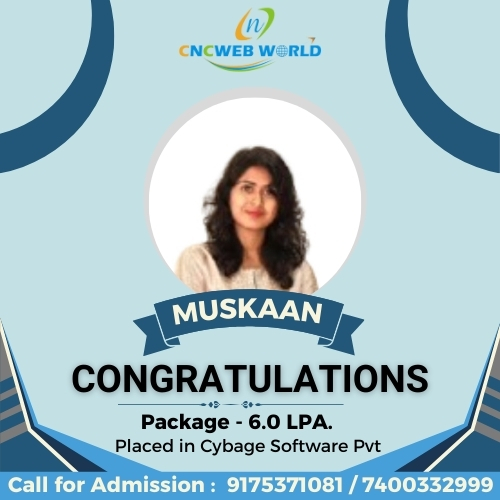 n
CNCWEB WORLD
MUSKAAN
CONGRATULATIONS
Package - 6.0 LPA.
Placed in Cybage Software Pvt
Call for Admission : 9175371081 / 7400332999